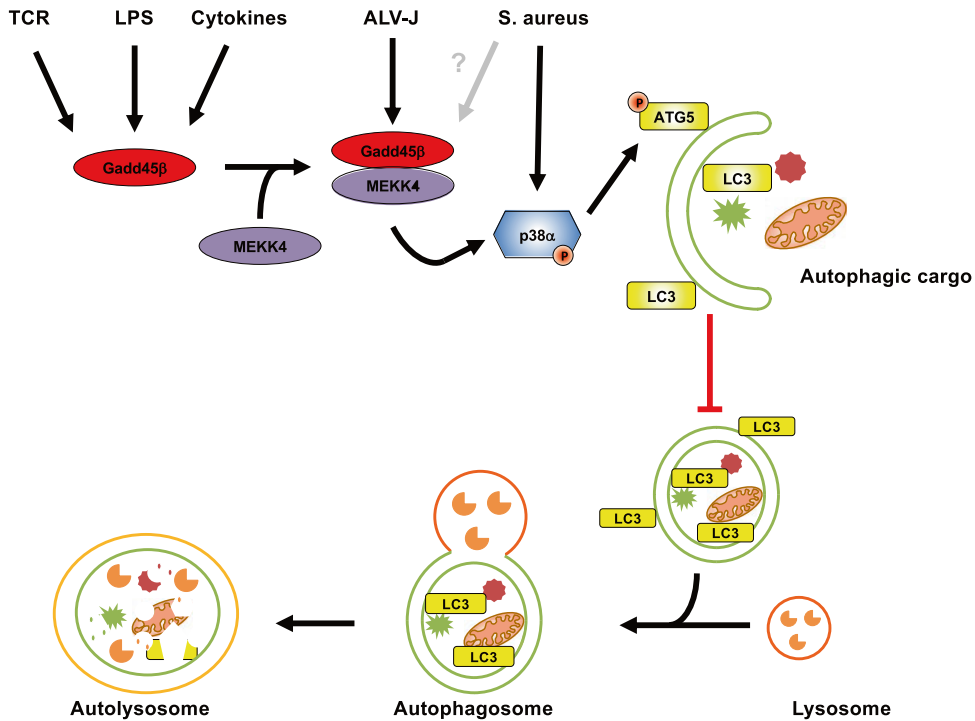 TCR
LPS
Cytokines
ALV-J
S. aureus
?
P
ATG5
Gadd45β
Gadd45β
MEKK4
LC3
MEKK4
p38α
P
LC3
Autophagic cargo
LC3
LC3
LC3
LC3
LC3
LC3
Autolysosome
Autophagosome
Lysosome